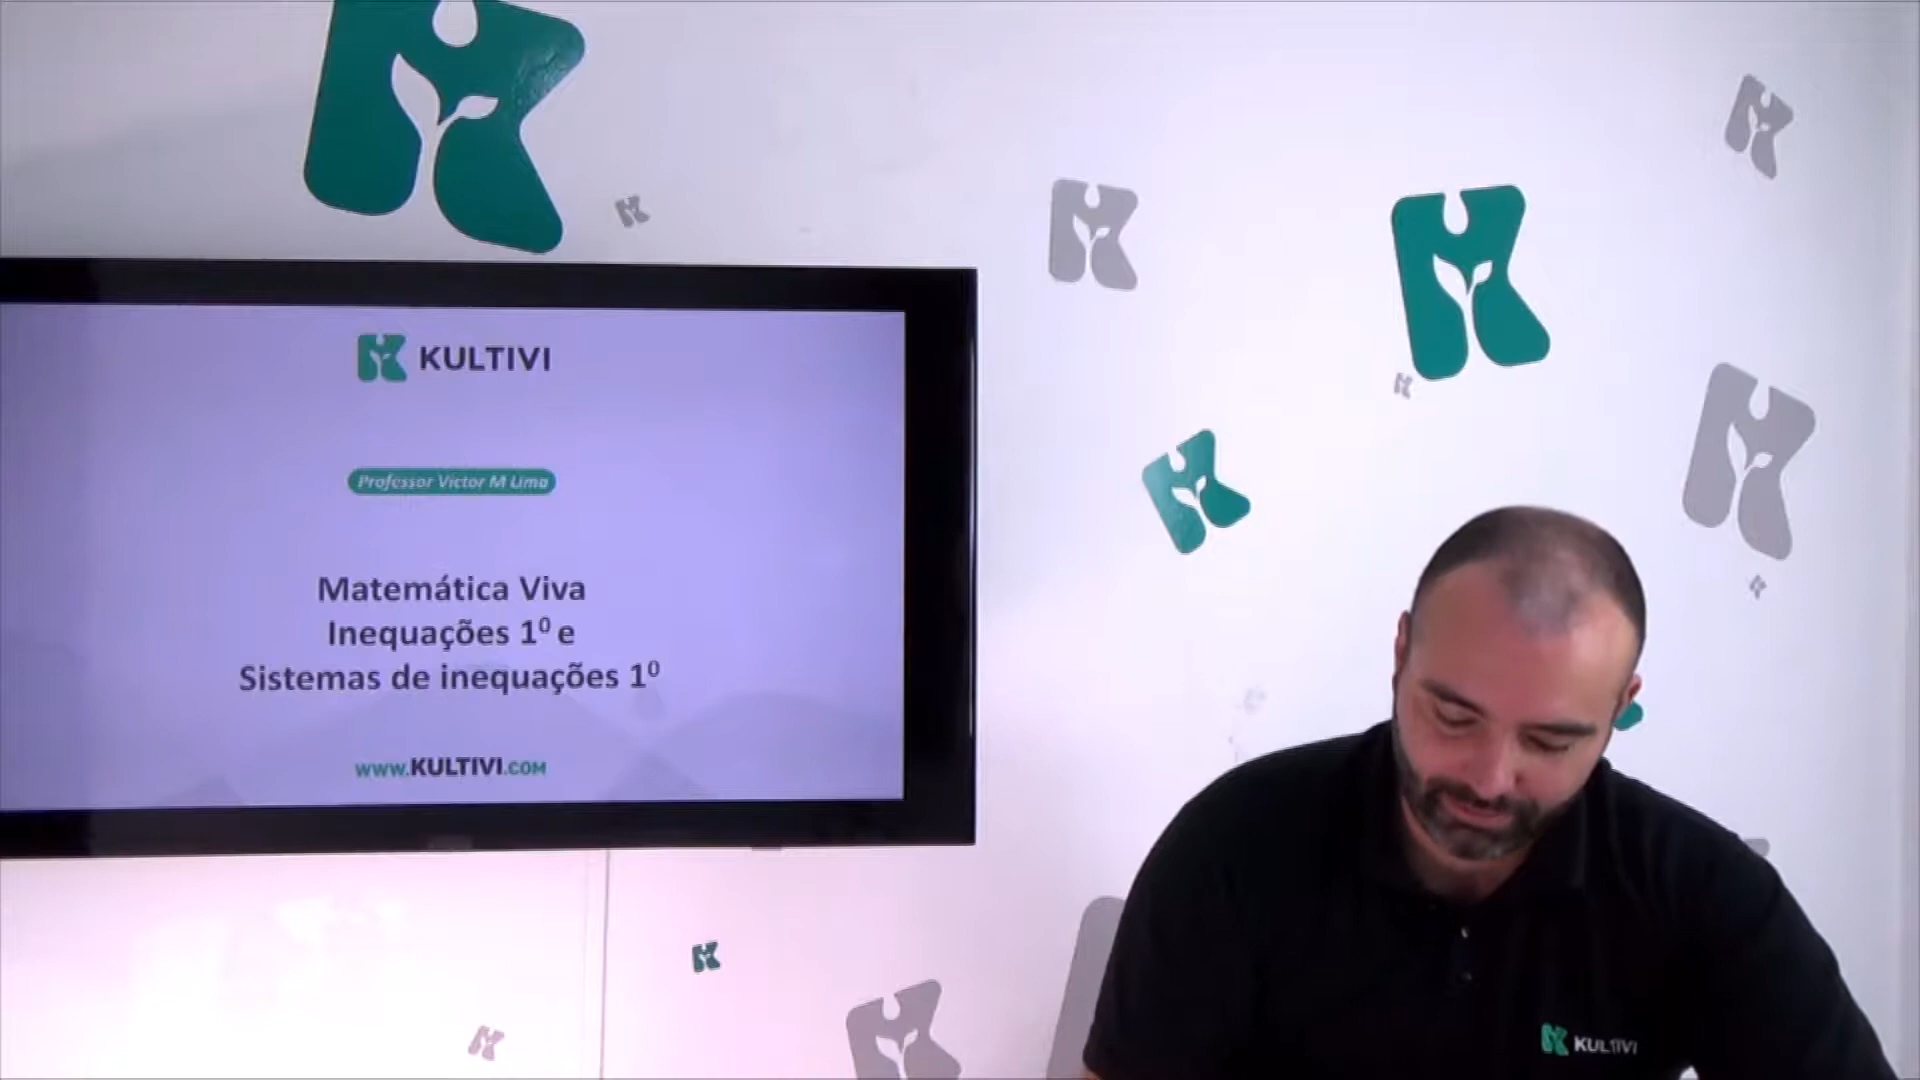 KULTIVI
Professor Victor M Lima
Matemática Viva
Inequações 1⁰ e
Sistemas de inequações 1⁰
www.KULTIVI.COM
KULTIVI